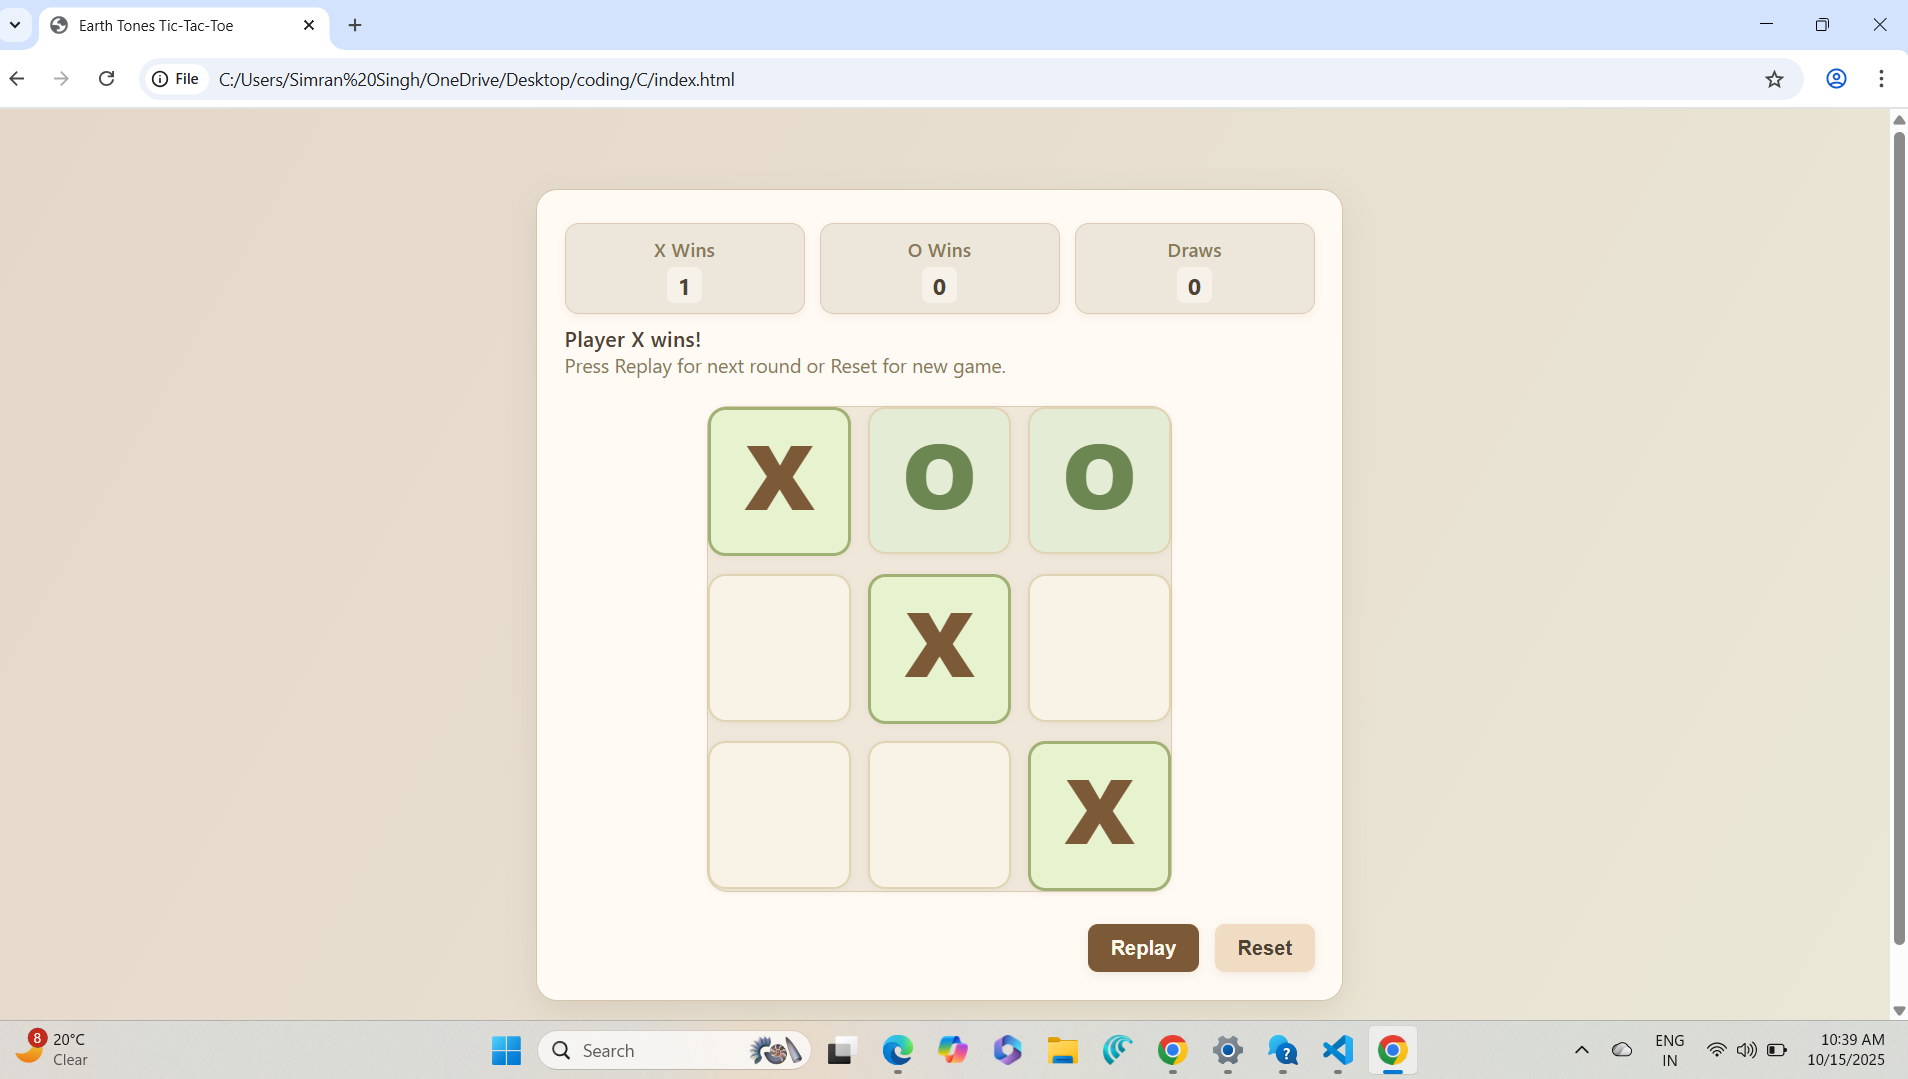 Earth Tones Tic-Tac-Toe
File C:/Users/Simran%20Singh/OneDrive/Desktop/coding/C/index.html
X Wins O Wins Draws
1 0 0
Player X wins!
Press Replay for next round or Reset for new game.
X O O
X
X
Replay Reset
8 20°C
Clear
Search
?
ENG
IN
10:39 AM
10/15/2025